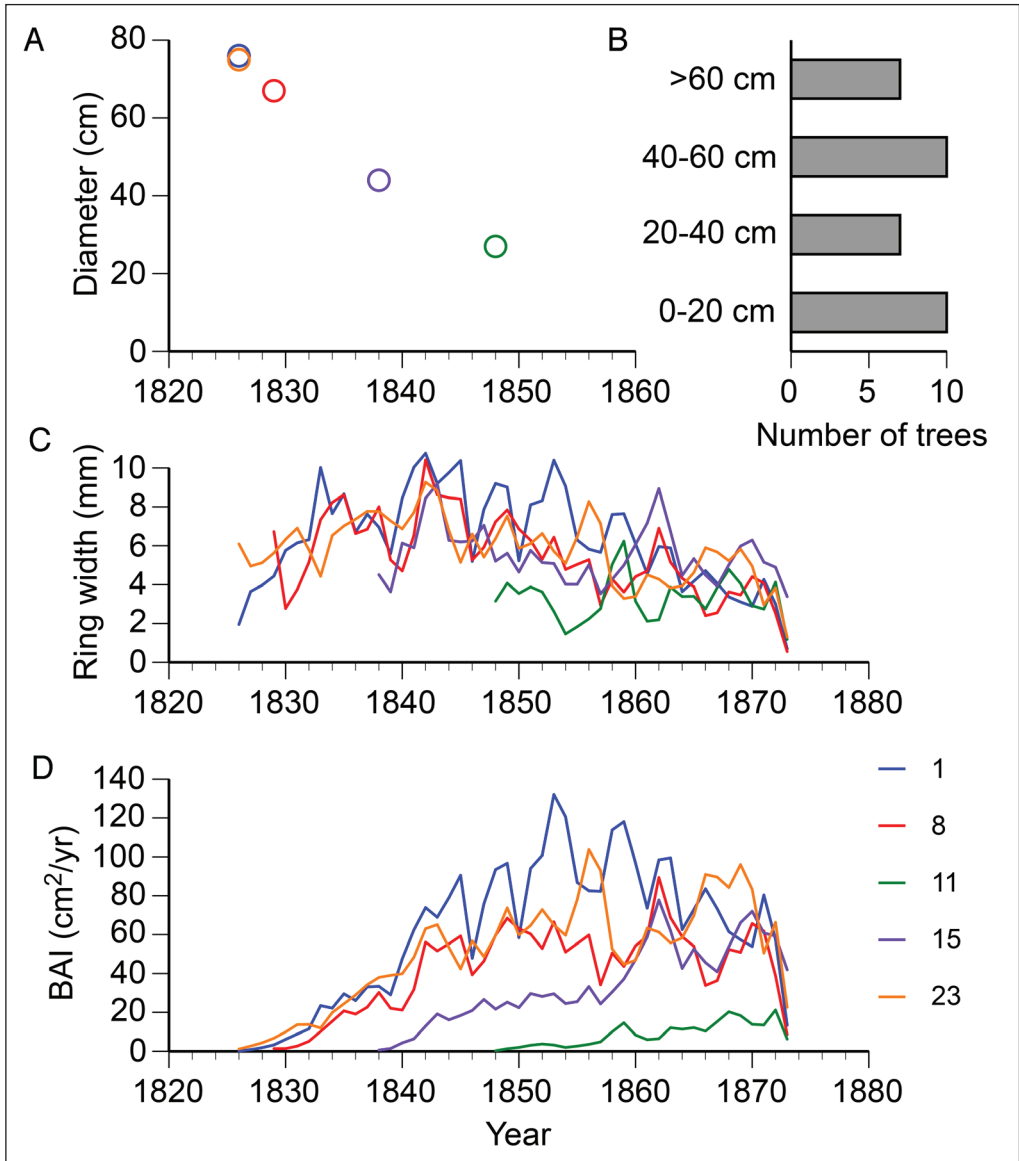 A
Diameter (cm)
80
60
40
20
0
1820 1830 1840 1850 1860
B
>60 cm
40-60 cm
20-40 cm
0-20 cm
0 5 10
Number of trees
C
Ring width (mm)
10
8
6
4
2
0
1820 1830 1840 1850 1860 1870 1880
D
BAI (cm²/yr)
140
120
100
80
60
40
20
0
1820 1830 1840 1850 1860 1870 1880
Year
1
8
11
15
23